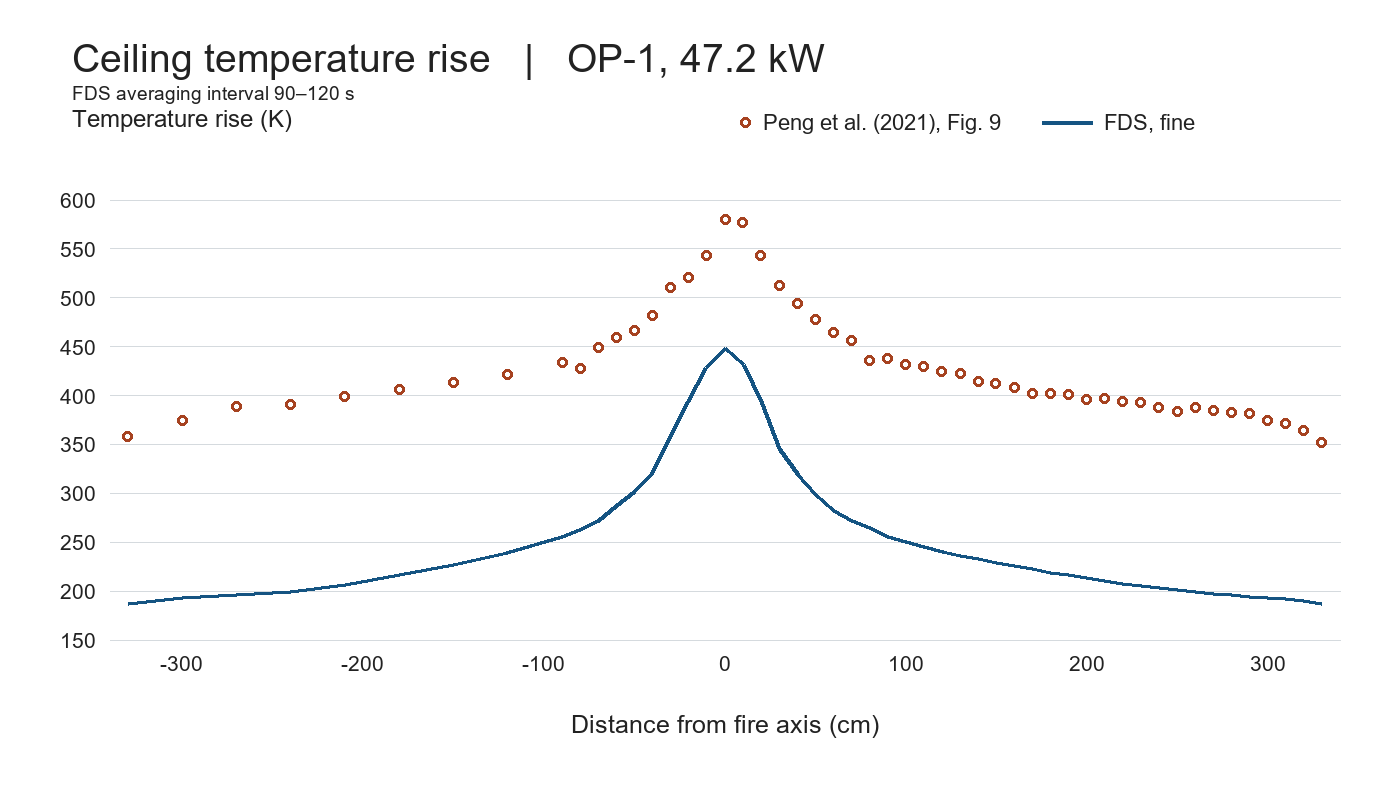 Ceiling temperature rise | OP-1, 47.2 kW
FDS averaging interval 90–120 s
Temperature rise (K)
Peng et al. (2021), Fig. 9
FDS, fine
600
550
500
450
400
350
300
250
200
150
-300
-200
-100
0
100
200
300
Distance from fire axis (cm)